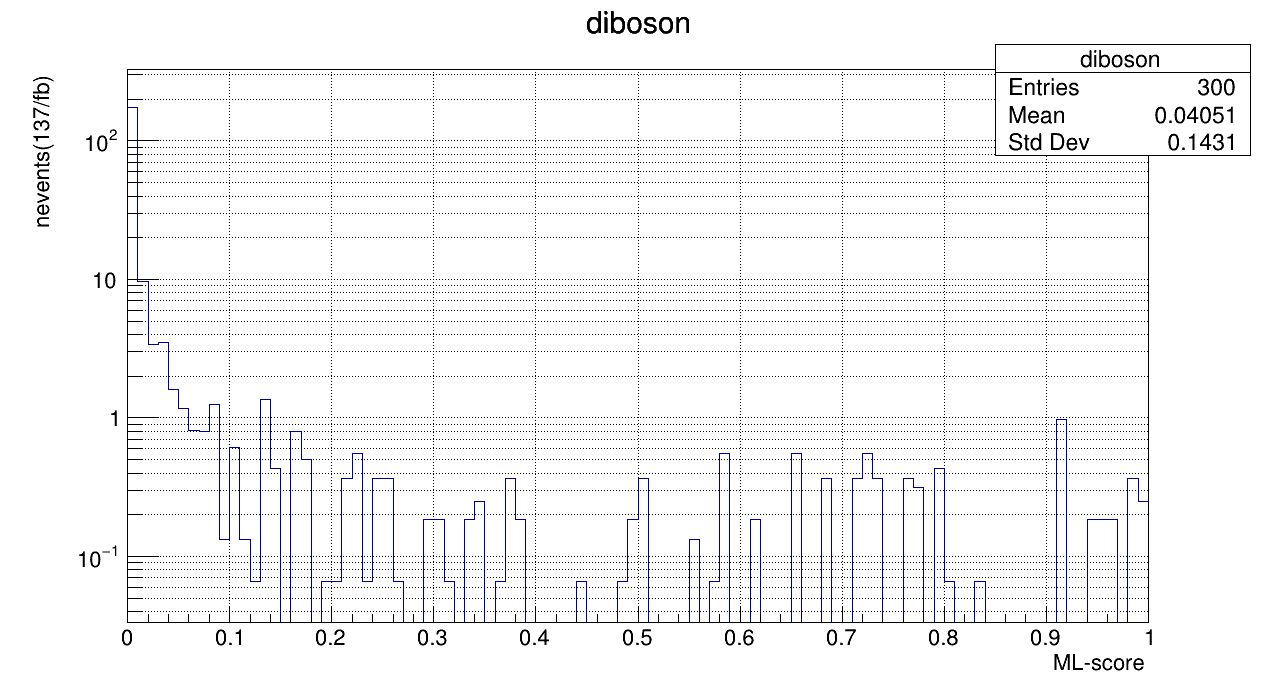 diboson
diboson
Entries 300
Mean 0.04051
Std Dev 0.1431
nevents(137/fb)
10²
10
1
10⁻¹
0 0.1 0.2 0.3 0.4 0.5 0.6 0.7 0.8 0.9 1
ML-score